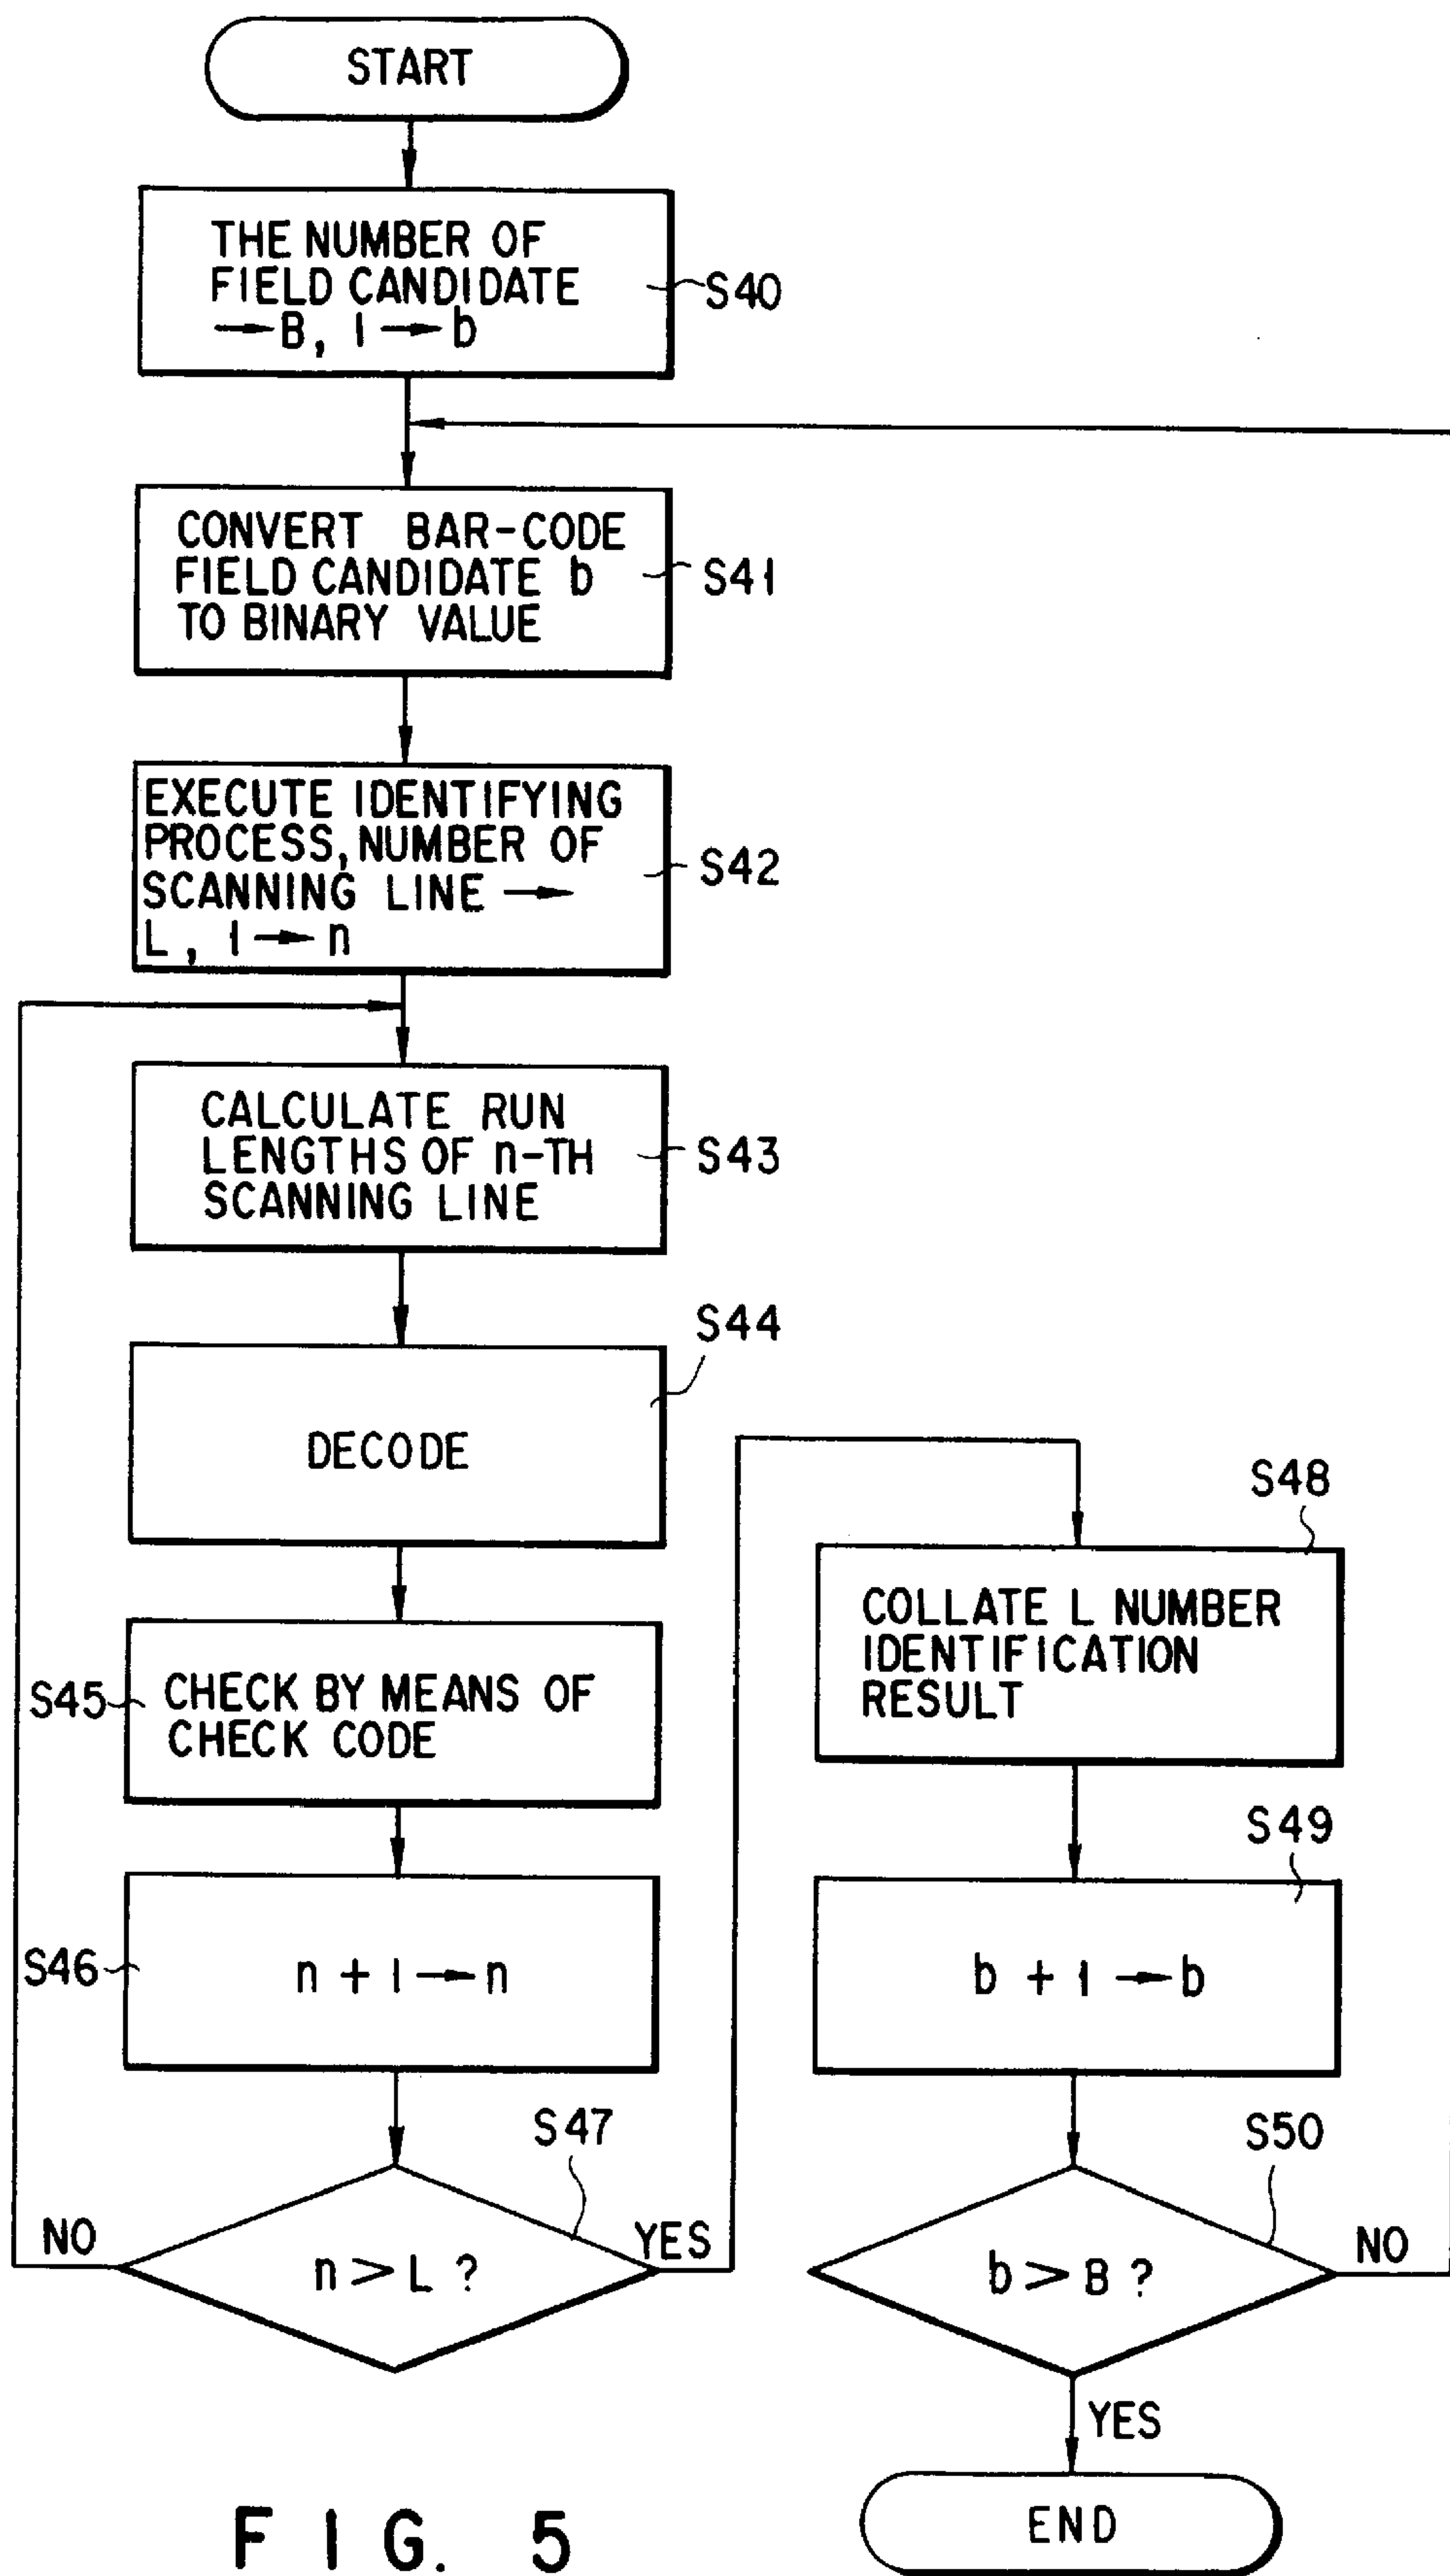 START
THE NUMBER OF
FIELD CANDIDATE
→B, 1→b
S40
CONVERT BAR-CODE
FIELD CANDIDATE b
TO BINARY VALUE
S41
EXECUTE IDENTIFYING
PROCESS, NUMBER OF
SCANNING LINE →
L, 1→n
S42
CALCULATE RUN
LENGTHS OF n-TH
SCANNING LINE
S43
S44
DECODE
S45
CHECK BY MEANS OF
CHECK CODE
S46
n + 1→n
S47
NO
n > L ?
YES
S48
COLLATE L NUMBER
IDENTIFICATION
RESULT
S49
b + 1→b
S50
b > B ?
NO
YES
END
FIG. 5